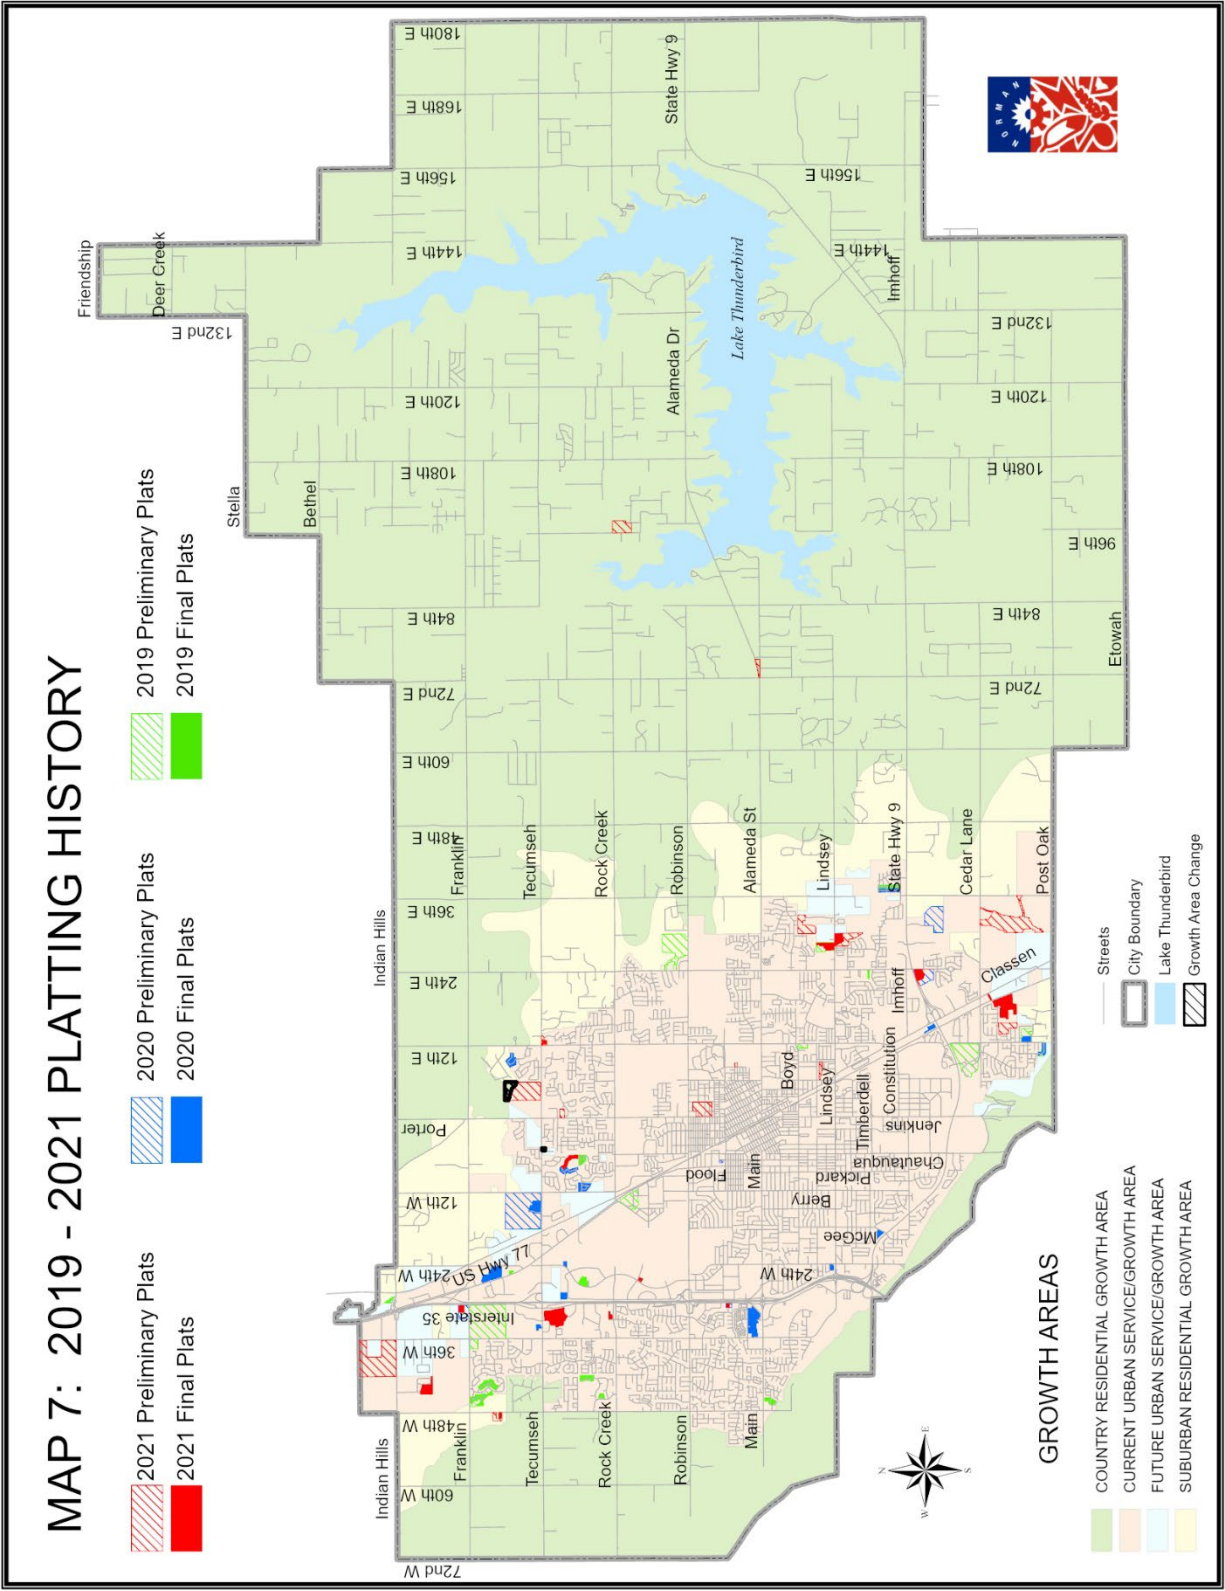 MAP 7: 2019 - 2021 PLATTING HISTORY
2021 Preliminary Plats
2021 Final Plats
2020 Preliminary Plats
2020 Final Plats
2019 Preliminary Plats
2019 Final Plats
Friendship
Deer Creek
132nd E
Stella
Bethel
Indian Hills
Indian Hills
72nd W
60th W
48th W
36th W
24th W
12th W
Porter
12th E
24th E
36th E
48th E
60th E
72nd E
84th E
108th E
120th E
144th E
156th E
168th E
180th E
Franklin
Tecumseh
Rock Creek
Robinson
Main
Interstate 35
US Hwy 77
Franklin
Tecumseh
Rock Creek
Robinson
Alameda St
Lindsey
State Hwy 9
Cedar Lane
Post Oak
Alameda Dr
State Hwy 9
Lake Thunderbird
156th E
144th E
Imhoff
132nd E
120th E
108th E
96th E
84th E
72nd E
Etowah
Flood
Main
24th W
McGee
Berry
Pickard
Chautauqua
Jenkins
Boyd
Lindsey
Timberdell
Constitution
Imhoff
Classen
NORMAN
N
E
S
W
GROWTH AREAS
COUNTRY RESIDENTIAL GROWTH AREA
CURRENT URBAN SERVICE/GROWTH AREA
FUTURE URBAN SERVICE/GROWTH AREA
SUBURBAN RESIDENTIAL GROWTH AREA
Streets
City Boundary
Lake Thunderbird
Growth Area Change